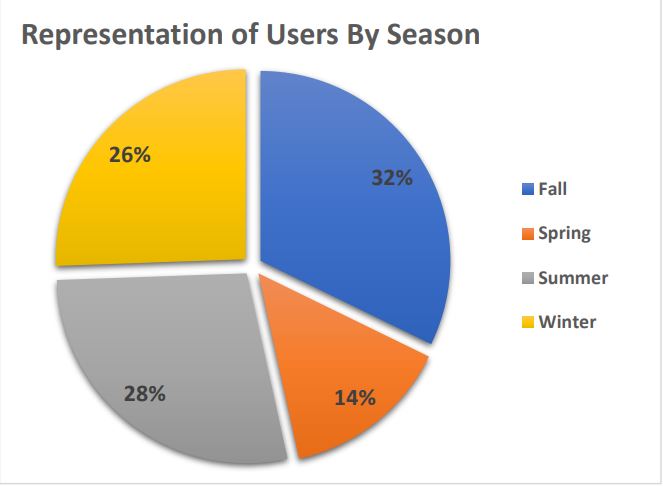 Representation of Users By Season
26%
32%
28%
14%
Fall
Spring
Summer
Winter